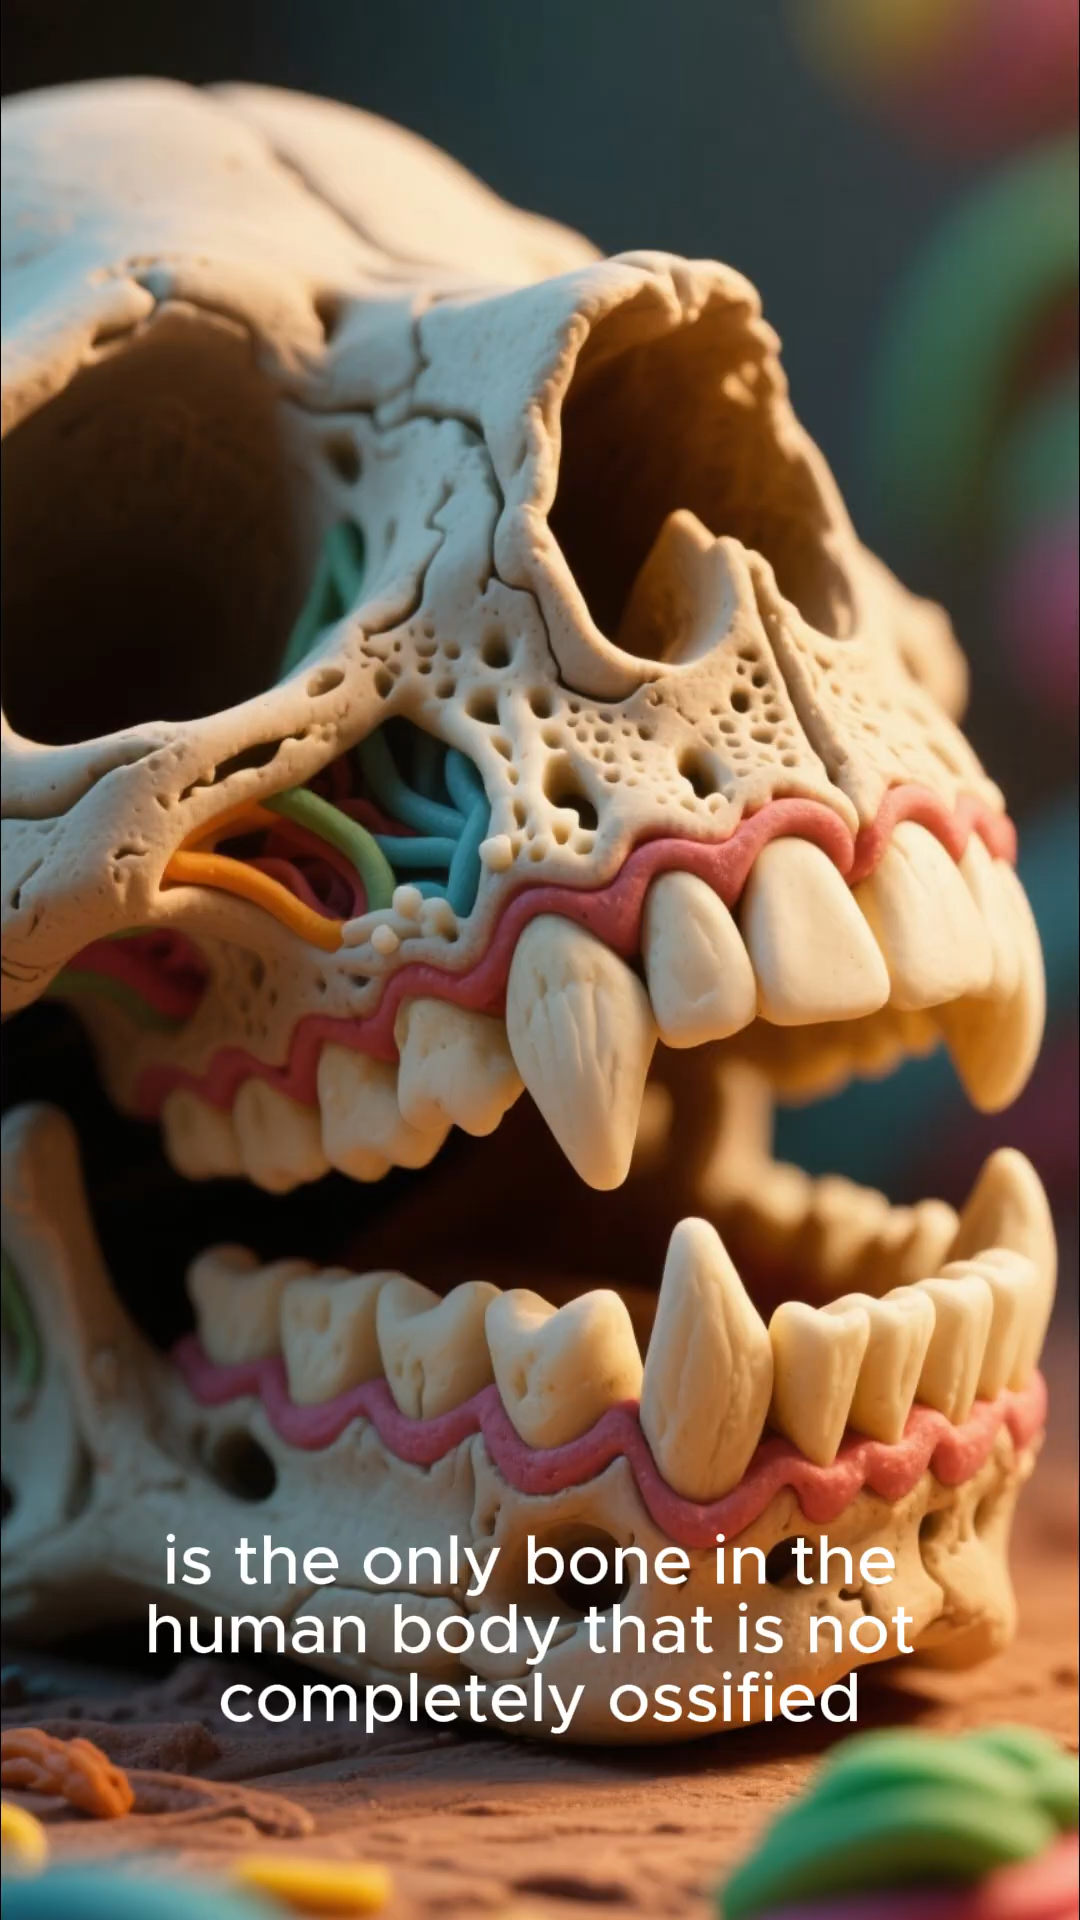 is the only bone in the
human body that is not
completely ossified